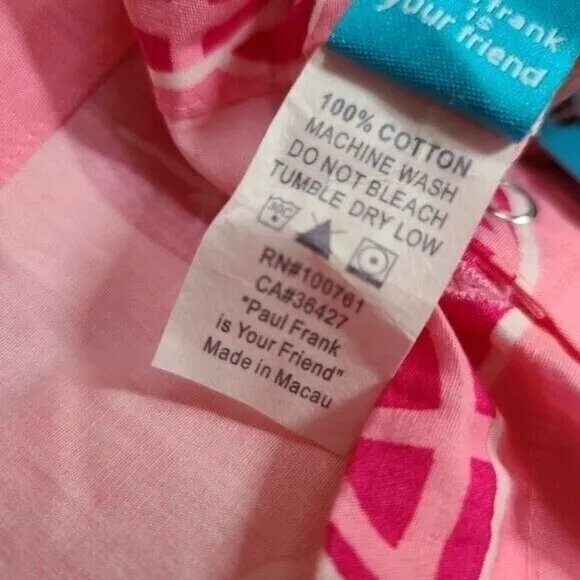 frank
is
your friend
100% COTTON
MACHINE WASH
DO NOT BLEACH
TUMBLE DRY LOW
RN#100761
CA#36427
"Paul Frank
is Your Friend"
Made in Macau